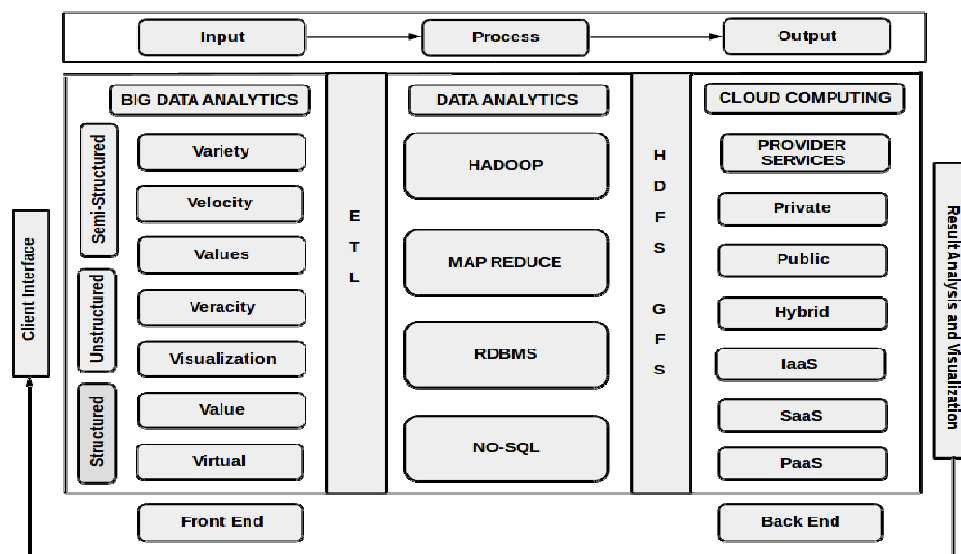 Input
Process
Output
BIG DATA ANALYTICS
DATA ANALYTICS
CLOUD COMPUTING
Client Interface
Semi-Structured
Unstructured
Structured
Variety
Velocity
Values
Veracity
Visualization
Value
Virtual
E
T
L
HADOOP
MAP REDUCE
RDBMS
NO-SQL
H
D
F
S
G
F
S
PROVIDER
SERVICES
Private
Public
Hybrid
IaaS
SaaS
PaaS
Result Analysis and Visualization
Front End
Back End